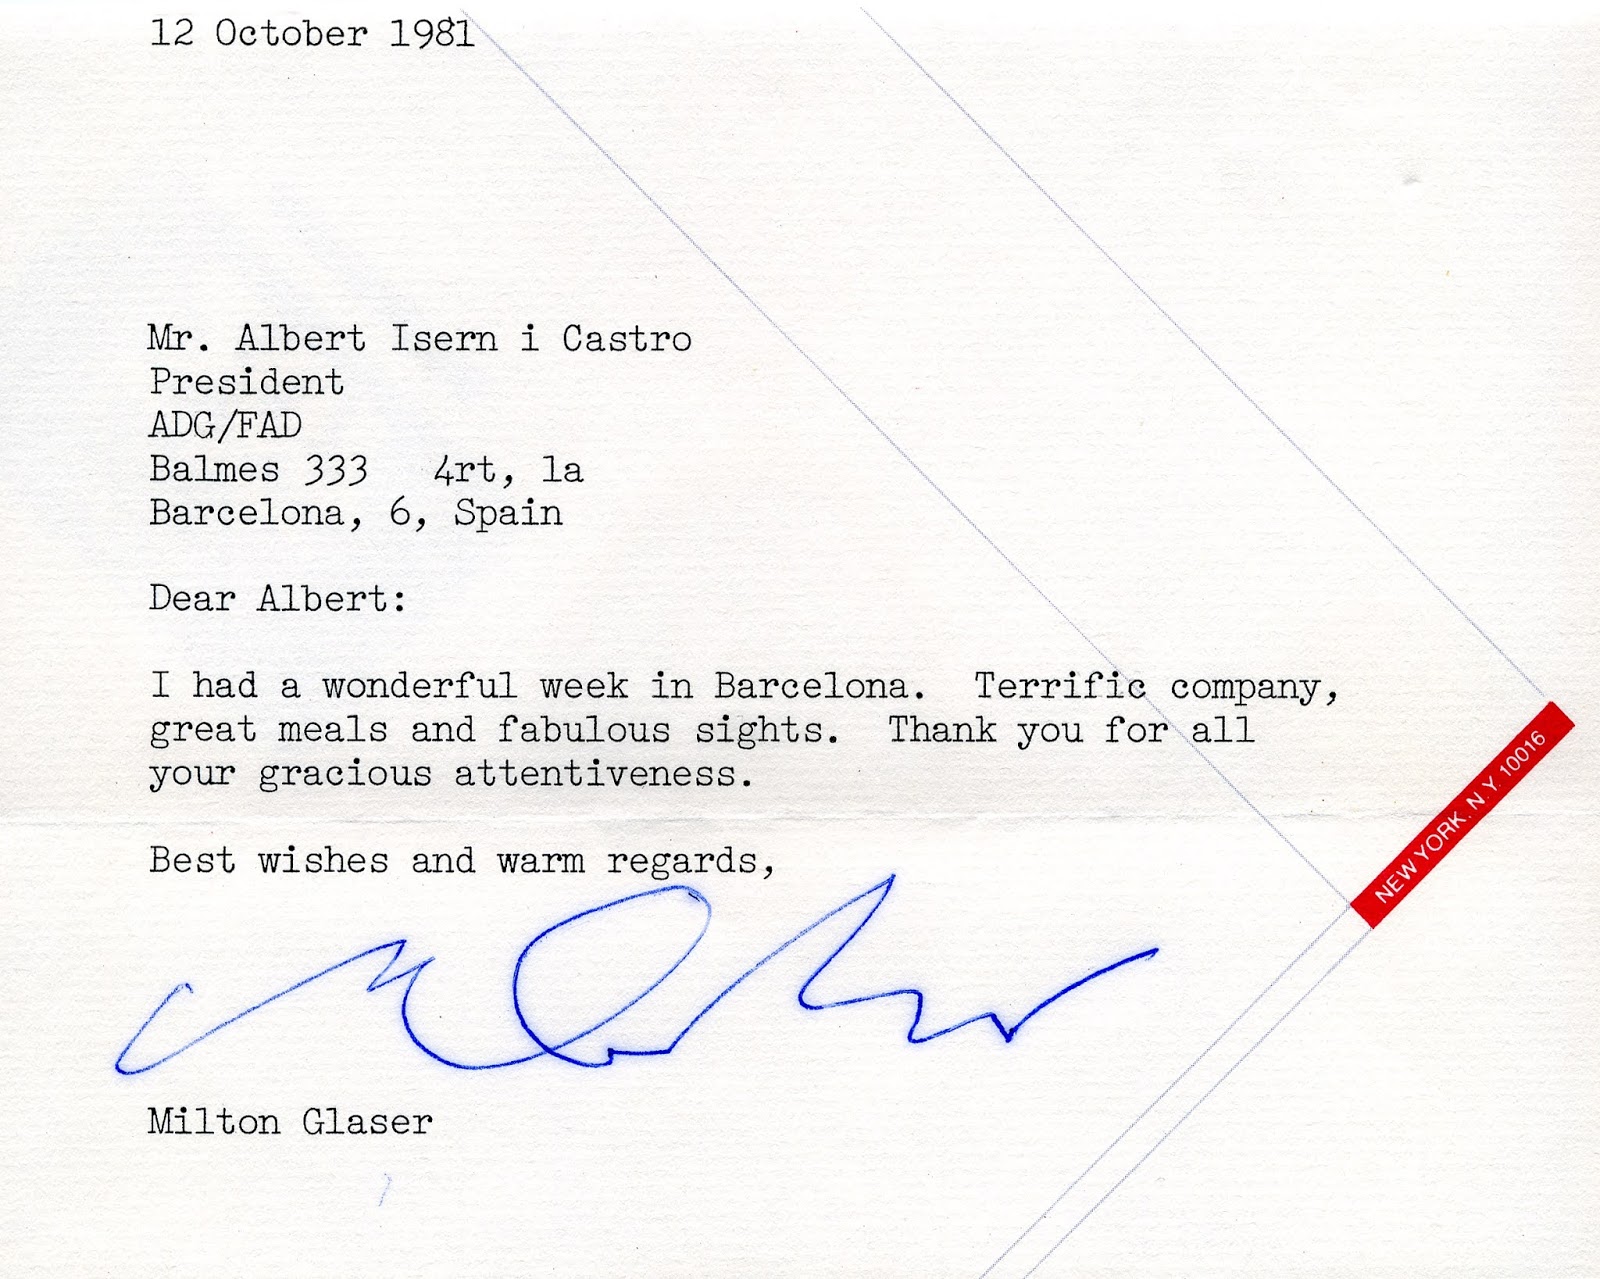 12 October 1981
Mr. Albert Isern i Castro
President
ADG/FAD
Balmes 333   4rt, 1a
Barcelona, 6, Spain
Dear Albert:
I had a wonderful week in Barcelona.  Terrific company,
great meals and fabulous sights.  Thank you for all
your gracious attentiveness.
Best wishes and warm regards,
Milton Glaser
NEW YORK. N.Y. 10016